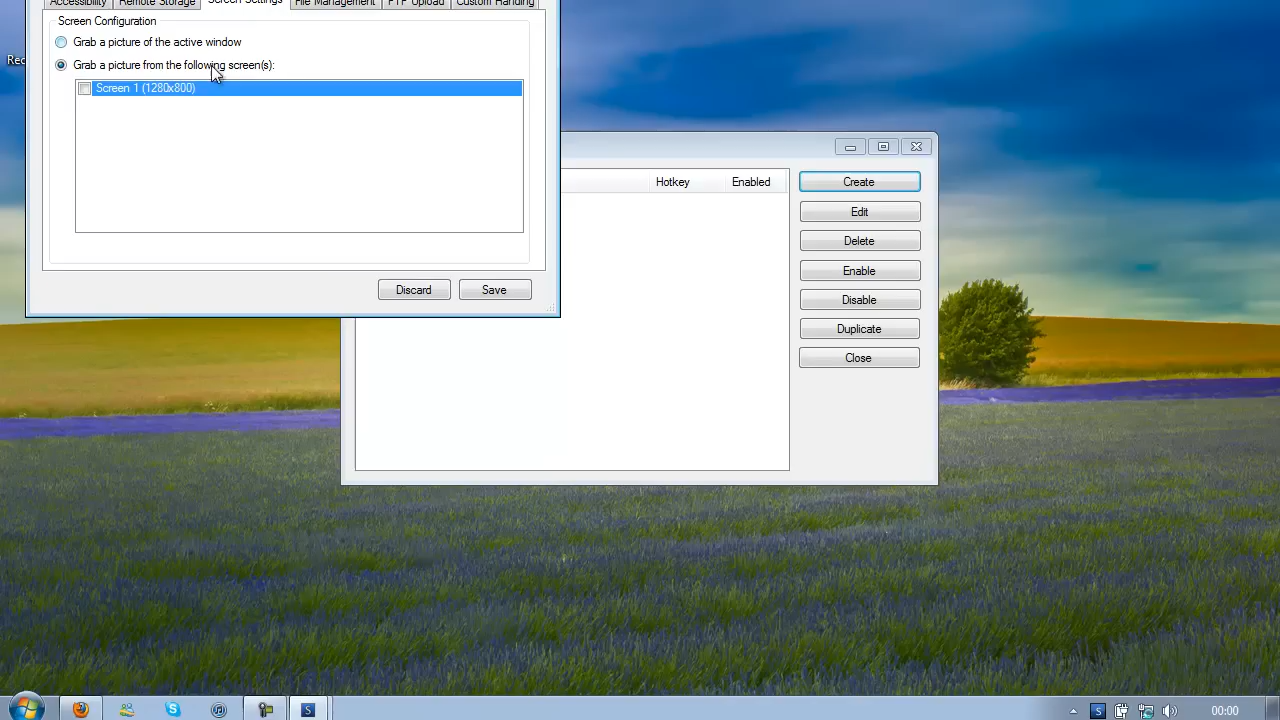 Accessibility Remote Storage Screen Settings File Management FTP Upload Custom Handling
Screen Configuration
Grab a picture of the active window
Grab a picture from the following screen(s):
Screen 1 (1280x800)
Discard Save
Hotkey Enabled
Create
Edit
Delete
Enable
Disable
Duplicate
Close
Rec
S
S
00:00